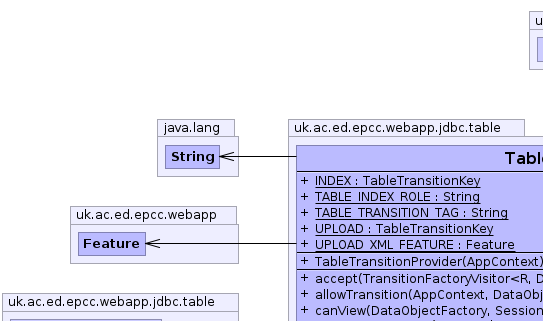 u
java.lang
String
uk.ac.ed.epcc.webapp.jdbc.table
Tabl
+ INDEX : TableTransitionKey
+ TABLE_INDEX_ROLE : String
+ TABLE_TRANSITION_TAG : String
+ UPLOAD : TableTransitionKey
+ UPLOAD_XML_FEATURE : Feature
+ TableTransitionProvider(AppContext)
+ accept(TransitionFactoryVisitor<R, D
+ allowTransition(AppContext, DataObj
+ canView(DataObjectFactory, Session
uk.ac.ed.epcc.webapp
Feature
uk.ac.ed.epcc.webapp.jdbc.table